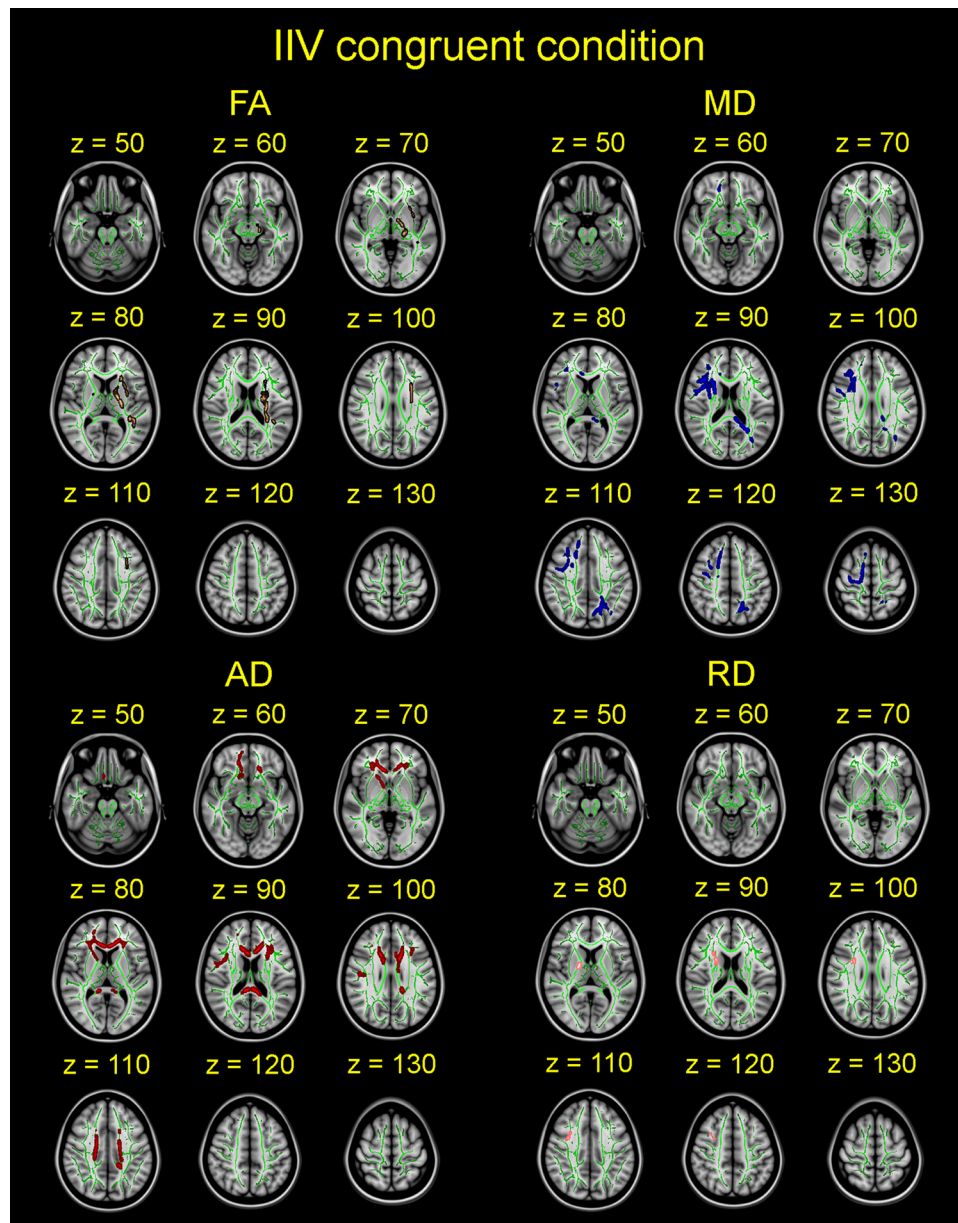 IIV congruent condition
FA
z = 50 z = 60 z = 70
z = 80 z = 90 z = 100
z = 110 z = 120 z = 130
MD
z = 50 z = 60 z = 70
z = 80 z = 90 z = 100
z = 110 z = 120 z = 130
AD
z = 50 z = 60 z = 70
z = 80 z = 90 z = 100
z = 110 z = 120 z = 130
RD
z = 50 z = 60 z = 70
z = 80 z = 90 z = 100
z = 110 z = 120 z = 130